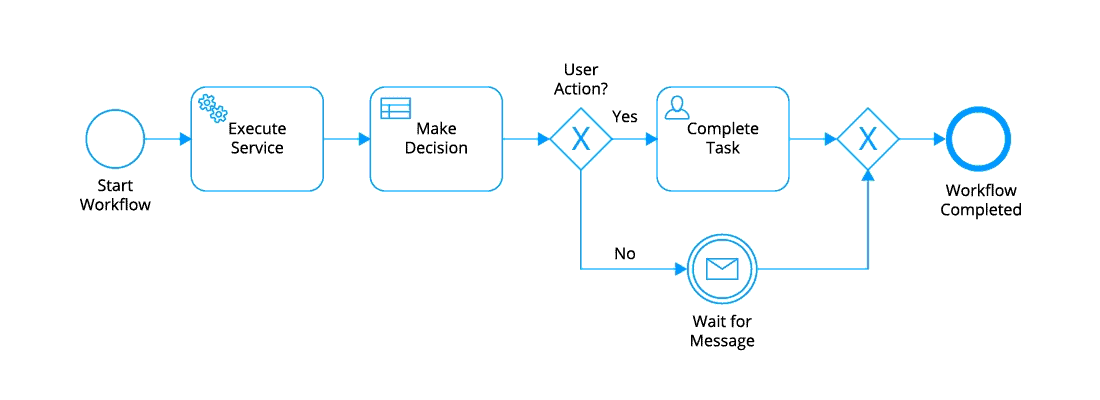 Start
Workflow
Execute
Service
Make
Decision
User
Action?
X
Yes
Complete
Task
X
Workflow
Completed
No
Wait for
Message